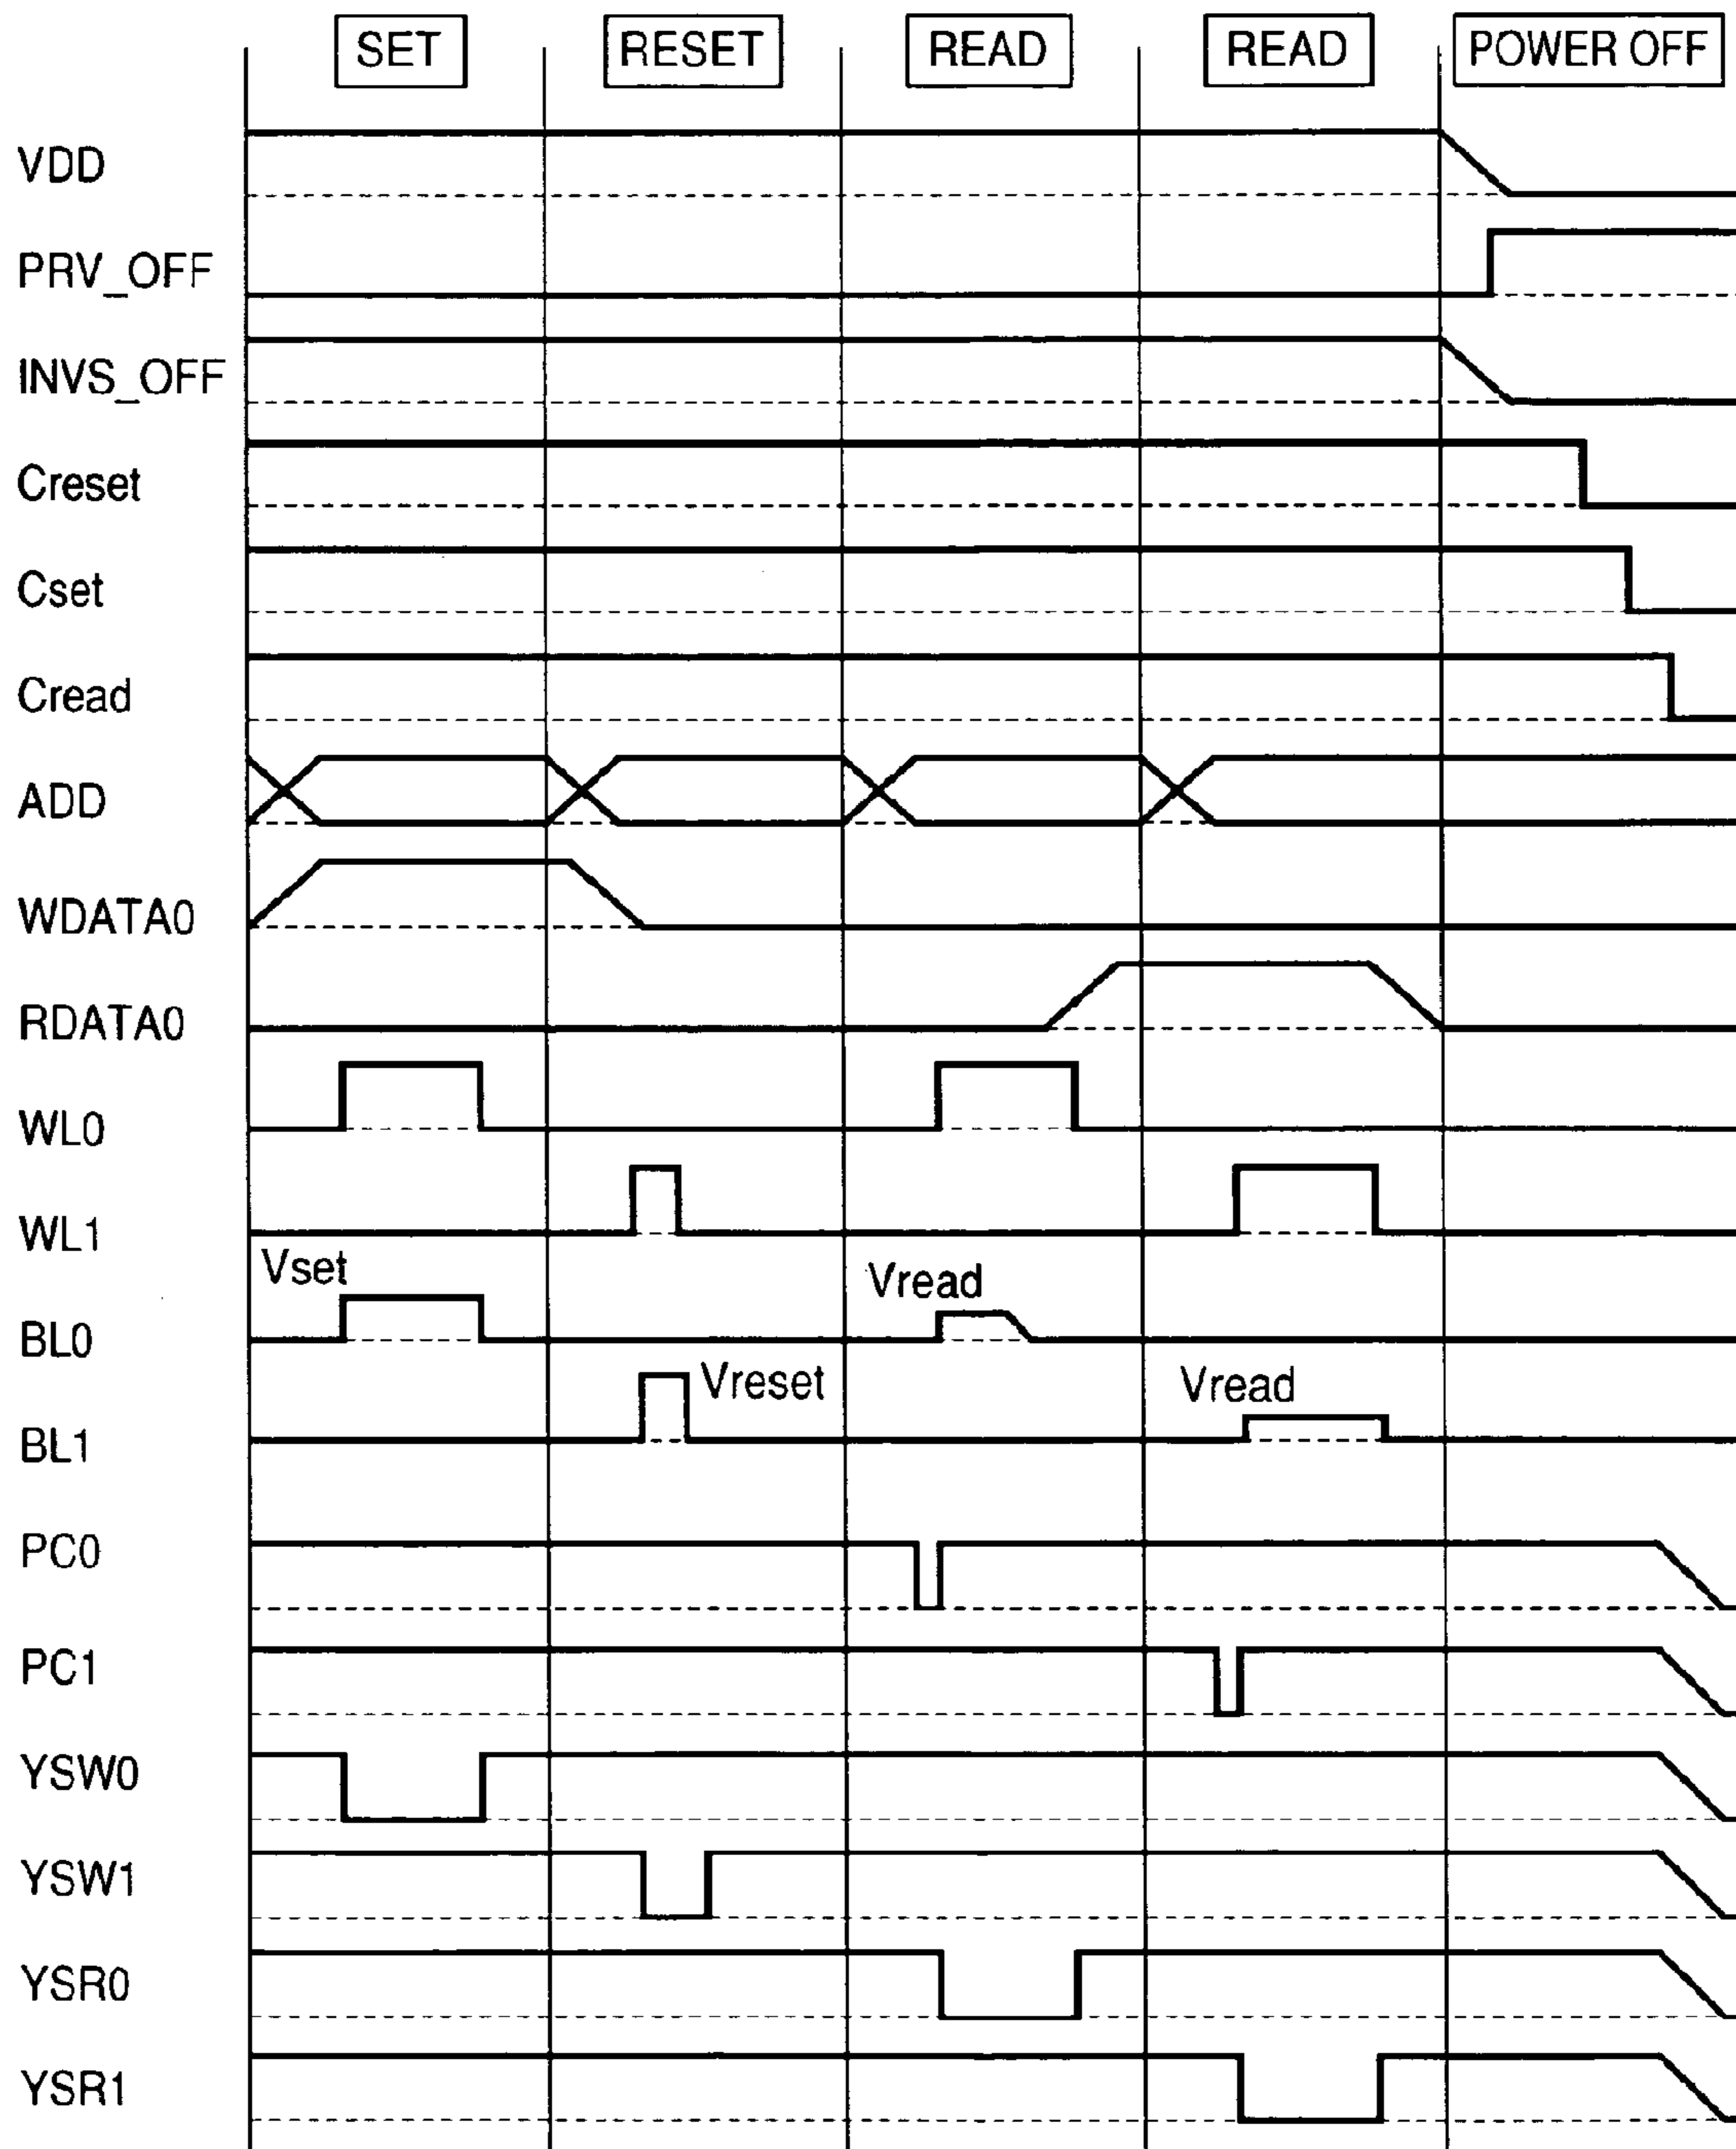 SET RESET READ READ POWER OFF
VDD
PRV_OFF
INVS_OFF
Creset
Cset
Cread
ADD
WDATA0
RDATA0
WL0
WL1
Vset Vread
BL0
Vreset Vread
BL1
PC0
PC1
YSW0
YSW1
YSR0
YSR1